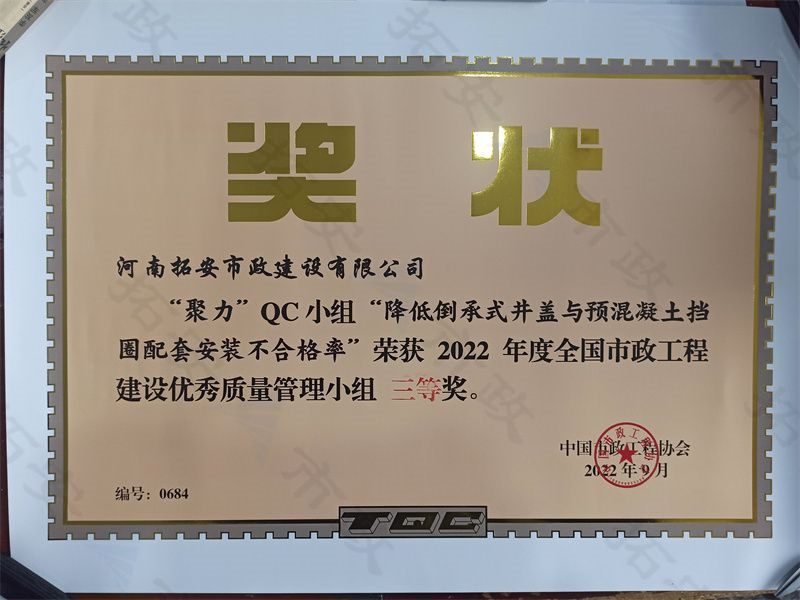 奖 状
河南拓安市政建设有限公司
“聚力”QC小组“降低倒承式井盖与预混凝土挡
圈配套安装不合格率”荣获 2022 年度全国市政工程
建设优秀质量管理小组 三等奖。
中国市政工程协会
2022年9月
编号：0684
TQC